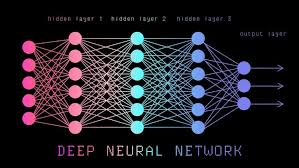 hidden layer 1 hidden layer 2 hidden layer 3
output layer
DEEP NEURAL NETWORK